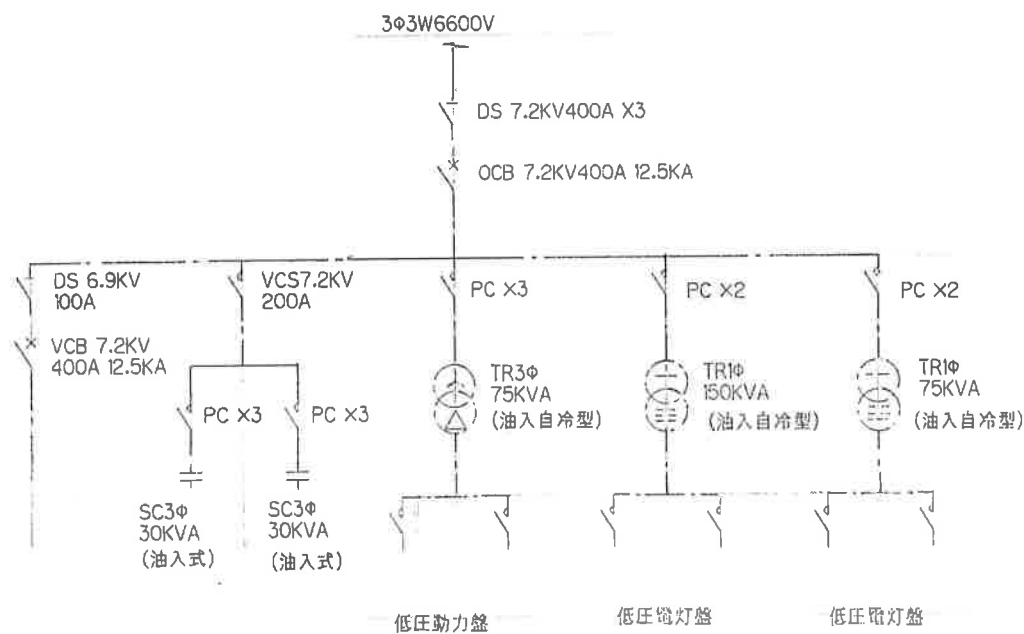 3Φ3W6600V
DS 7.2KV400A X3
OCB 7.2KV400A 12.5KA
DS 6.9KV
100A
VCB 7.2KV
400A 12.5KA
VCS7.2KV
200A
PC X3
PC X3
SC3Φ
30KVA
(油入式)
SC3Φ
30KVA
(油入式)
PC X3
TR3Φ
75KVA
(油入自冷型)
低圧動力盤
PC X2
TR1Φ
150KVA
(油入自冷型)
低圧電灯盤
PC X2
TR1Φ
75KVA
(油入自冷型)
低圧電灯盤